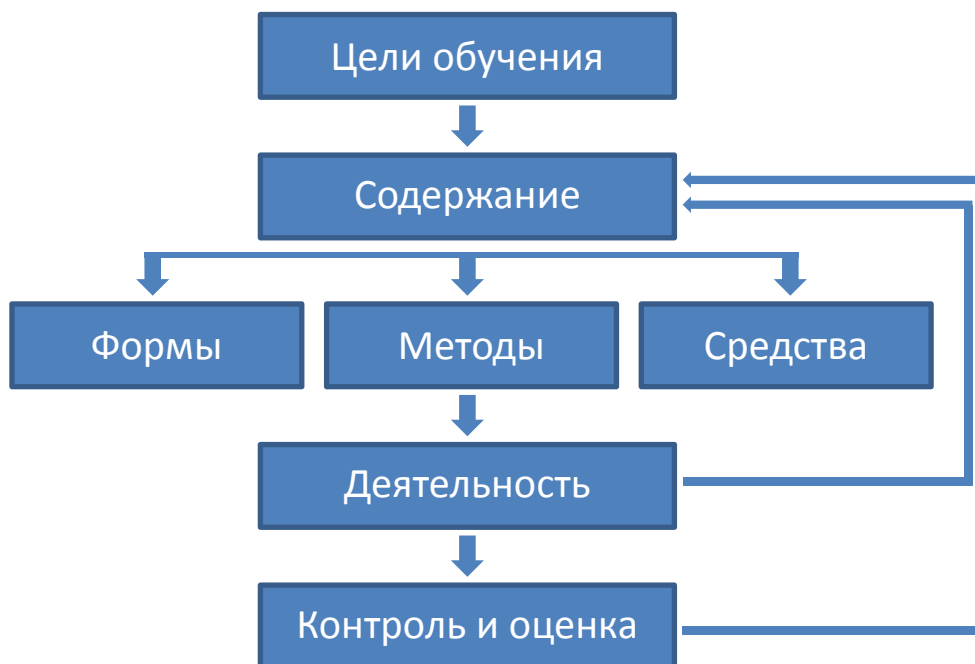 Цели обучения
Содержание
Формы
Методы
Средства
Деятельность
Контроль и оценка